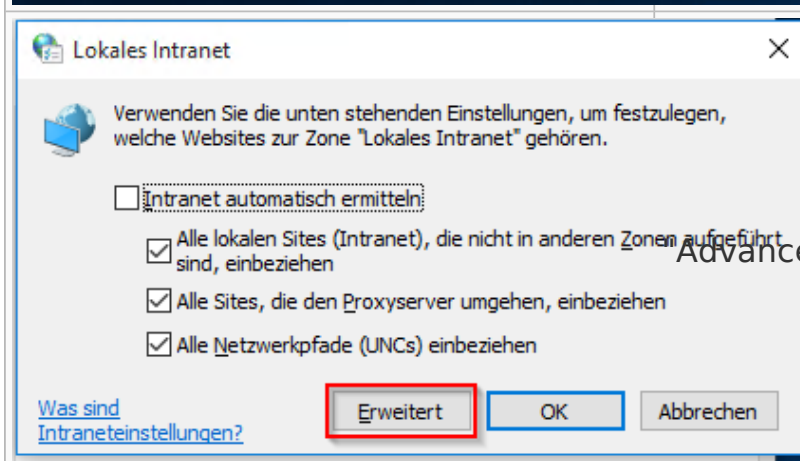 Lokales Intranet
Verwenden Sie die unten stehenden Einstellungen, um festzulegen,
welche Websites zur Zone "Lokales Intranet" gehören.
Intranet automatisch ermitteln
Alle lokalen Sites (Intranet), die nicht in anderen Zonen aufgeführt
sind, einbeziehen
"Advance
Alle Sites, die den Proxyserver umgehen, einbeziehen
Alle Netzwerkpfade (UNCs) einbeziehen
Was sind
Intraneteinstellungen?
Erweitert
OK
Abbrechen